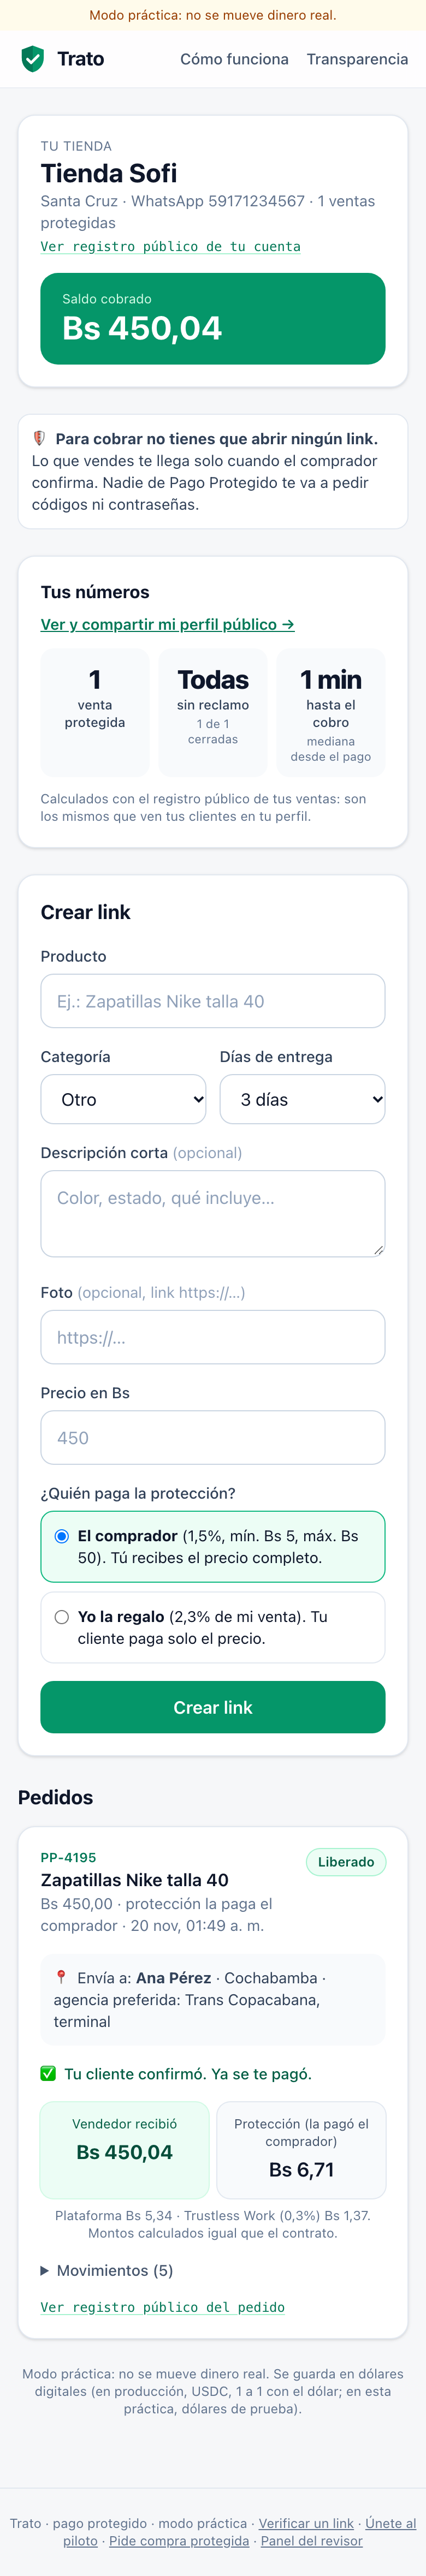 Modo práctica: no se mueve dinero real.
Trato
Cómo funciona
Transparencia
TU TIENDA
Tienda Sofi
Santa Cruz · WhatsApp 59171234567 · 1 ventas
protegidas
Ver registro público de tu cuenta
Saldo cobrado
Bs 450,04
Para cobrar no tienes que abrir ningún link.
Lo que vendes te llega solo cuando el comprador
confirma. Nadie de Pago Protegido te va a pedir
códigos ni contraseñas.
Tus números
Ver y compartir mi perfil público →
1
venta
protegida
Todas
sin reclamo
1 de 1
cerradas
1 min
hasta el
cobro
mediana
desde el pago
Calculados con el registro público de tus ventas: son
los mismos que ven tus clientes en tu perfil.
Crear link
Producto
Ej.: Zapatillas Nike talla 40
Categoría
Días de entrega
Otro
3 días
Descripción corta (opcional)
Color, estado, qué incluye...
Foto (opcional, link https://...)
https://...
Precio en Bs
450
¿Quién paga la protección?
El comprador (1,5%, mín. Bs 5, máx. Bs
50). Tú recibes el precio completo.
Yo la regalo (2,3% de mi venta). Tu
cliente paga solo el precio.
Crear link
Pedidos
PP-4195
Liberado
Zapatillas Nike talla 40
Bs 450,00 · protección la paga el
comprador · 20 nov, 01:49 a. m.
Envía a: Ana Pérez · Cochabamba ·
agencia preferida: Trans Copacabana,
terminal
Tu cliente confirmó. Ya se te pagó.
Vendedor recibió
Bs 450,04
Protección (la pagó el
comprador)
Bs 6,71
Plataforma Bs 5,34 · Trustless Work (0,3%) Bs 1,37.
Montos calculados igual que el contrato.
Movimientos (5)
Ver registro público del pedido
Modo práctica: no se mueve dinero real. Se guarda en dólares
digitales (en producción, USDC, 1 a 1 con el dólar; en esta
práctica, dólares de prueba).
Trato · pago protegido · modo práctica · Verificar un link · Únete al
piloto · Pide compra protegida · Panel del revisor